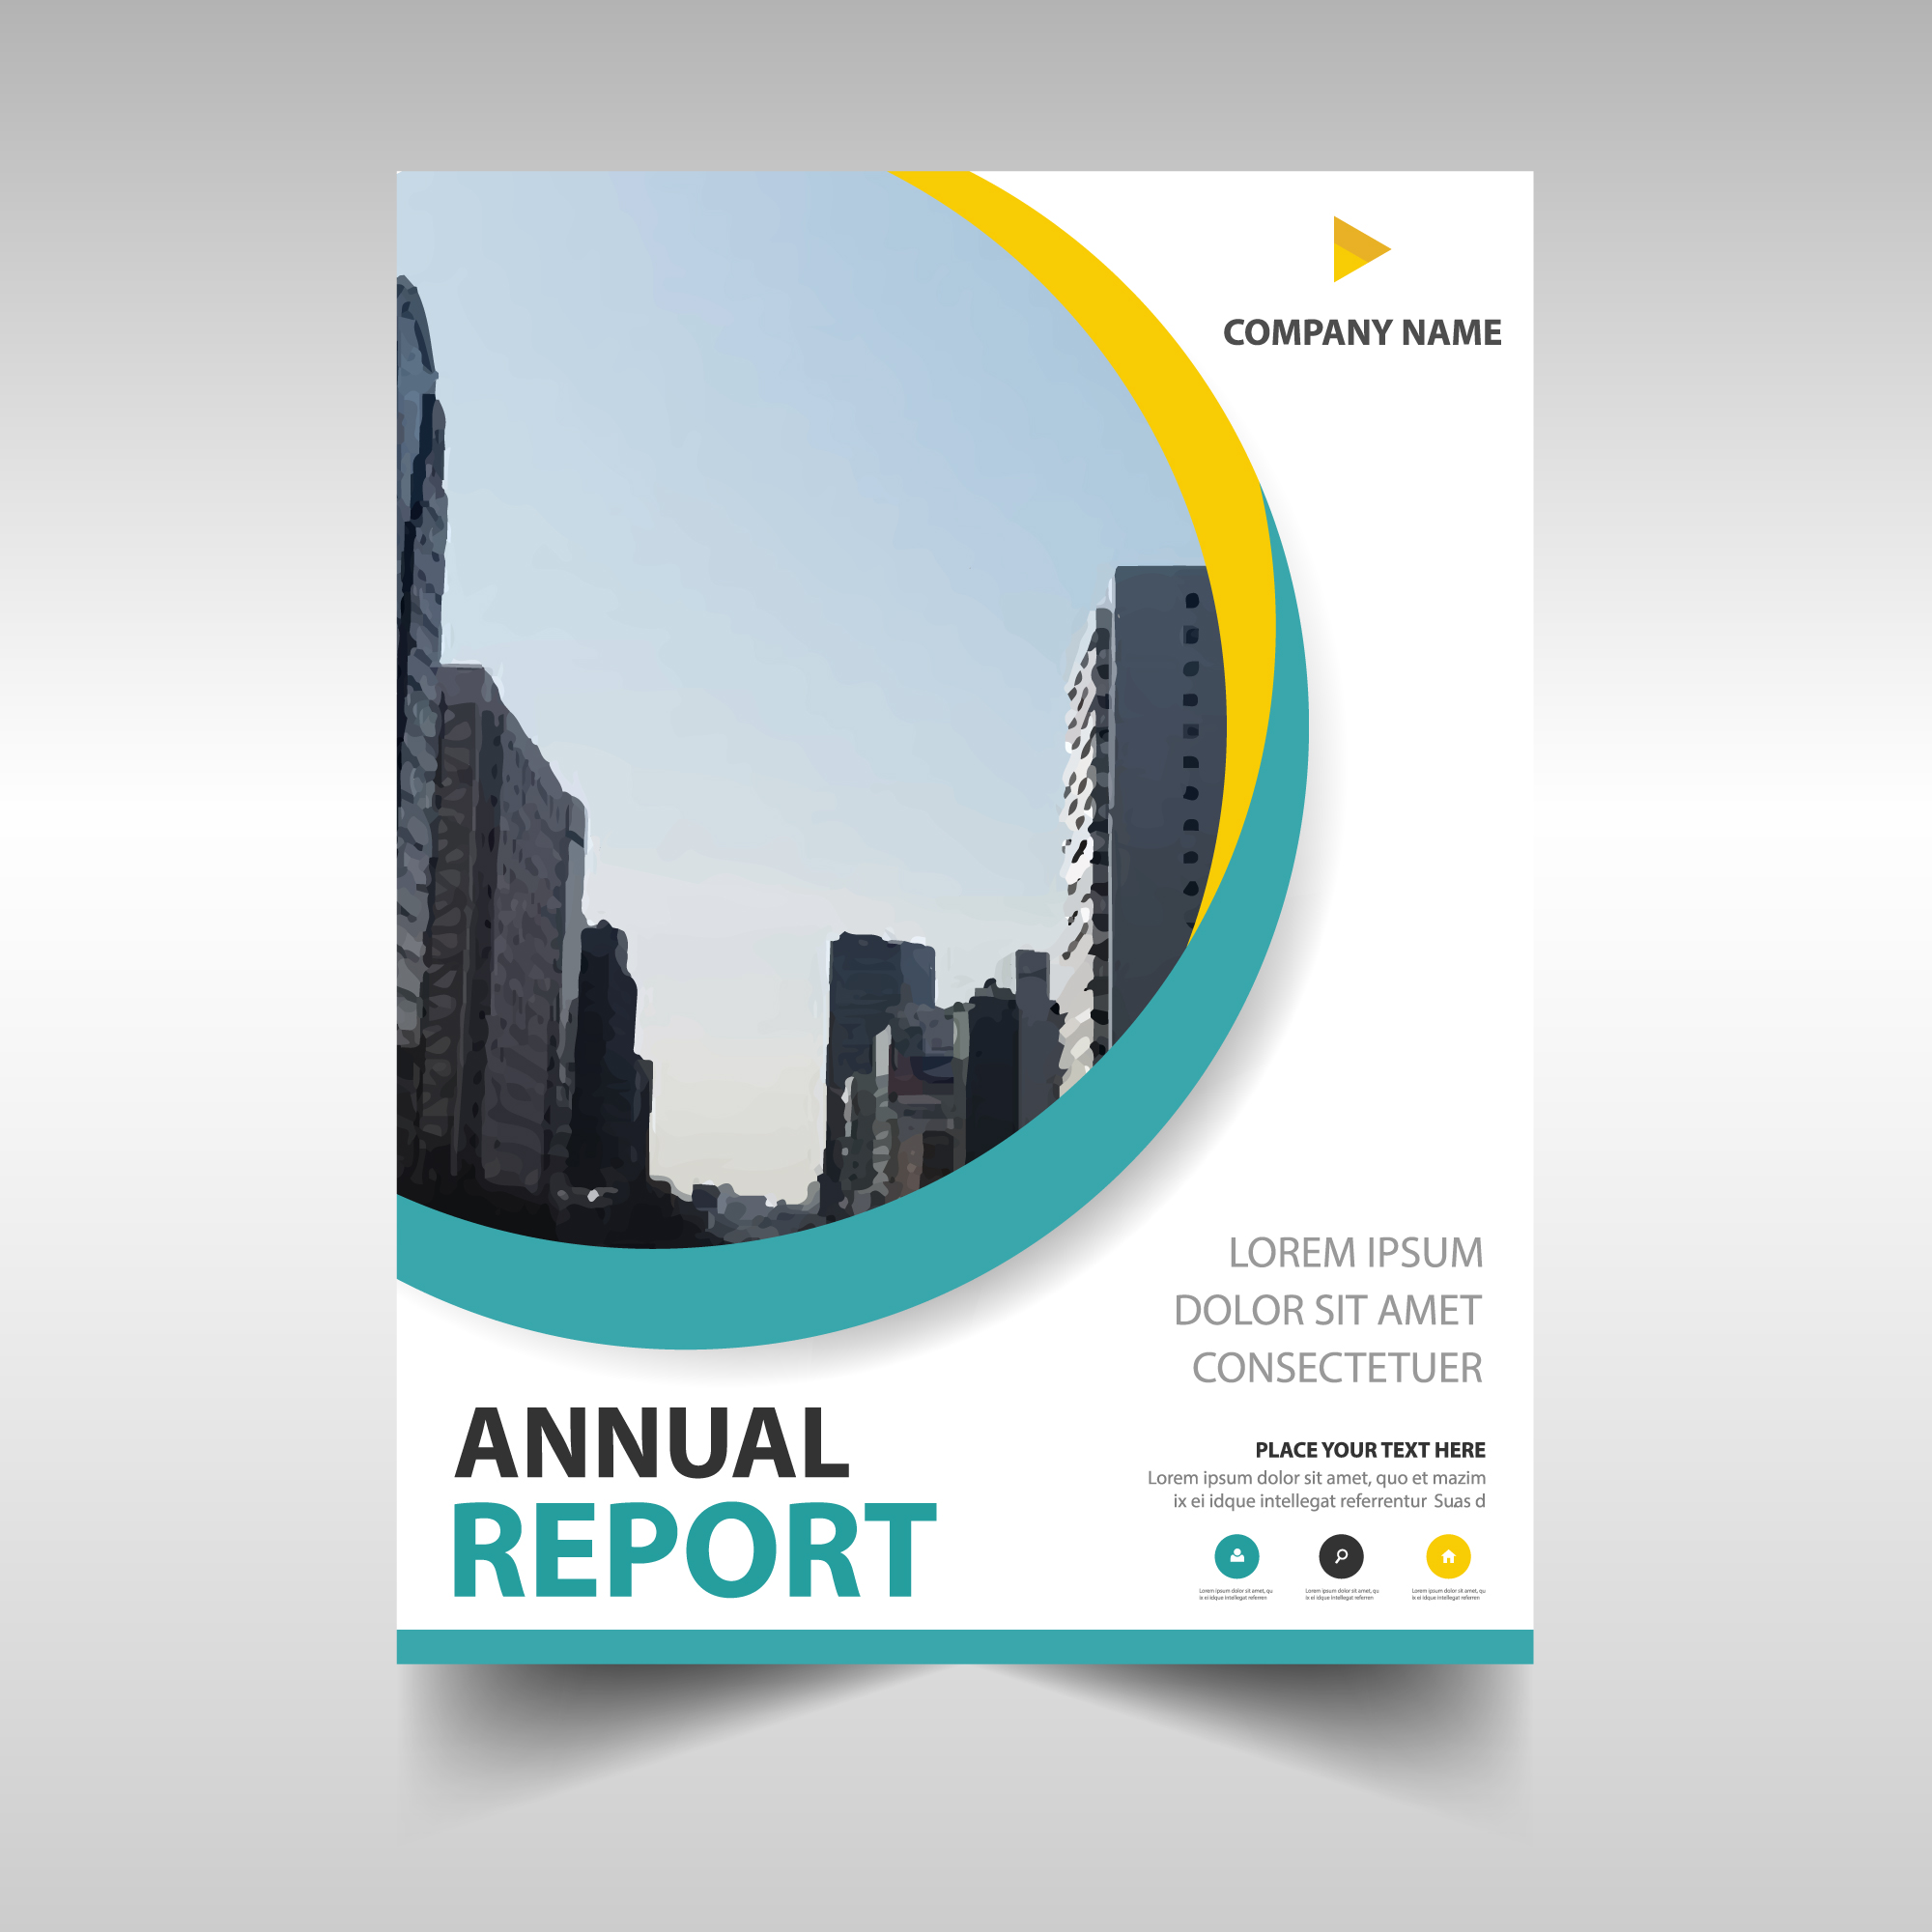 COMPANY NAME
LOREM IPSUM
DOLOR SIT AMET
CONSECTETUER
ANNUAL
REPORT
PLACE YOUR TEXT HERE
Lorem ipsum dolor sit amet, quo et mazim
ix ei idque intellegat referrentur Suas d
Lorem ipsum dolor sit amet, qu
ix ei idque intellegat referren
Lorem ipsum dolor sit amet, qu
ix ei idque intellegat referren
Lorem ipsum dolor sit amet, qu
ix ei idque intellegat referren